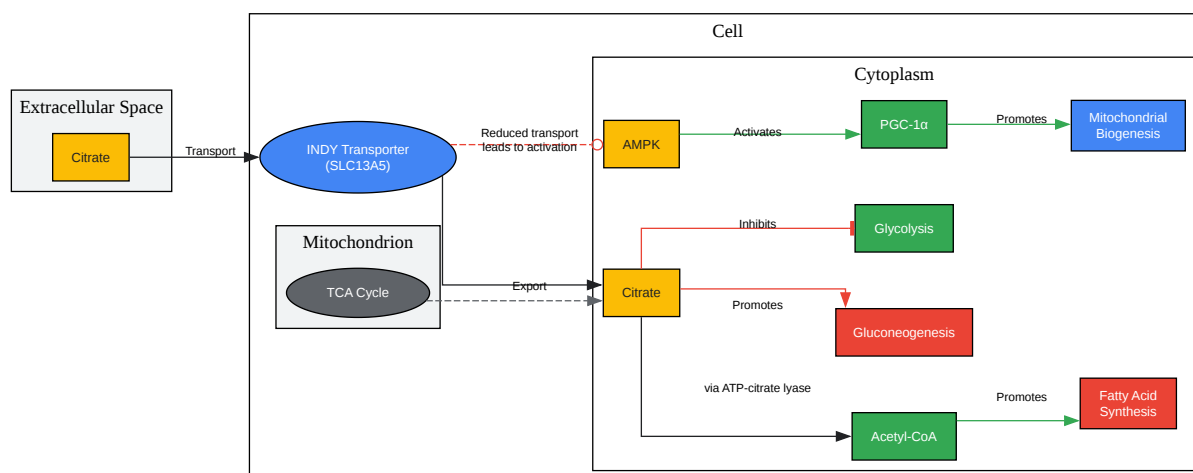 Cell
Cytoplasm
Extracellular Space
Citrate
Transport
INDY Transporter
(SLC13A5)
Reduced transport
leads to activation
AMPK
Activates
PGC-1α
Promotes
Mitochondrial
Biogenesis
Mitochondrion
TCA Cycle
Export
Citrate
Inhibits
Glycolysis
Promotes
Gluconeogenesis
via ATP-citrate lyase
Acetyl-CoA
Promotes
Fatty Acid
Synthesis